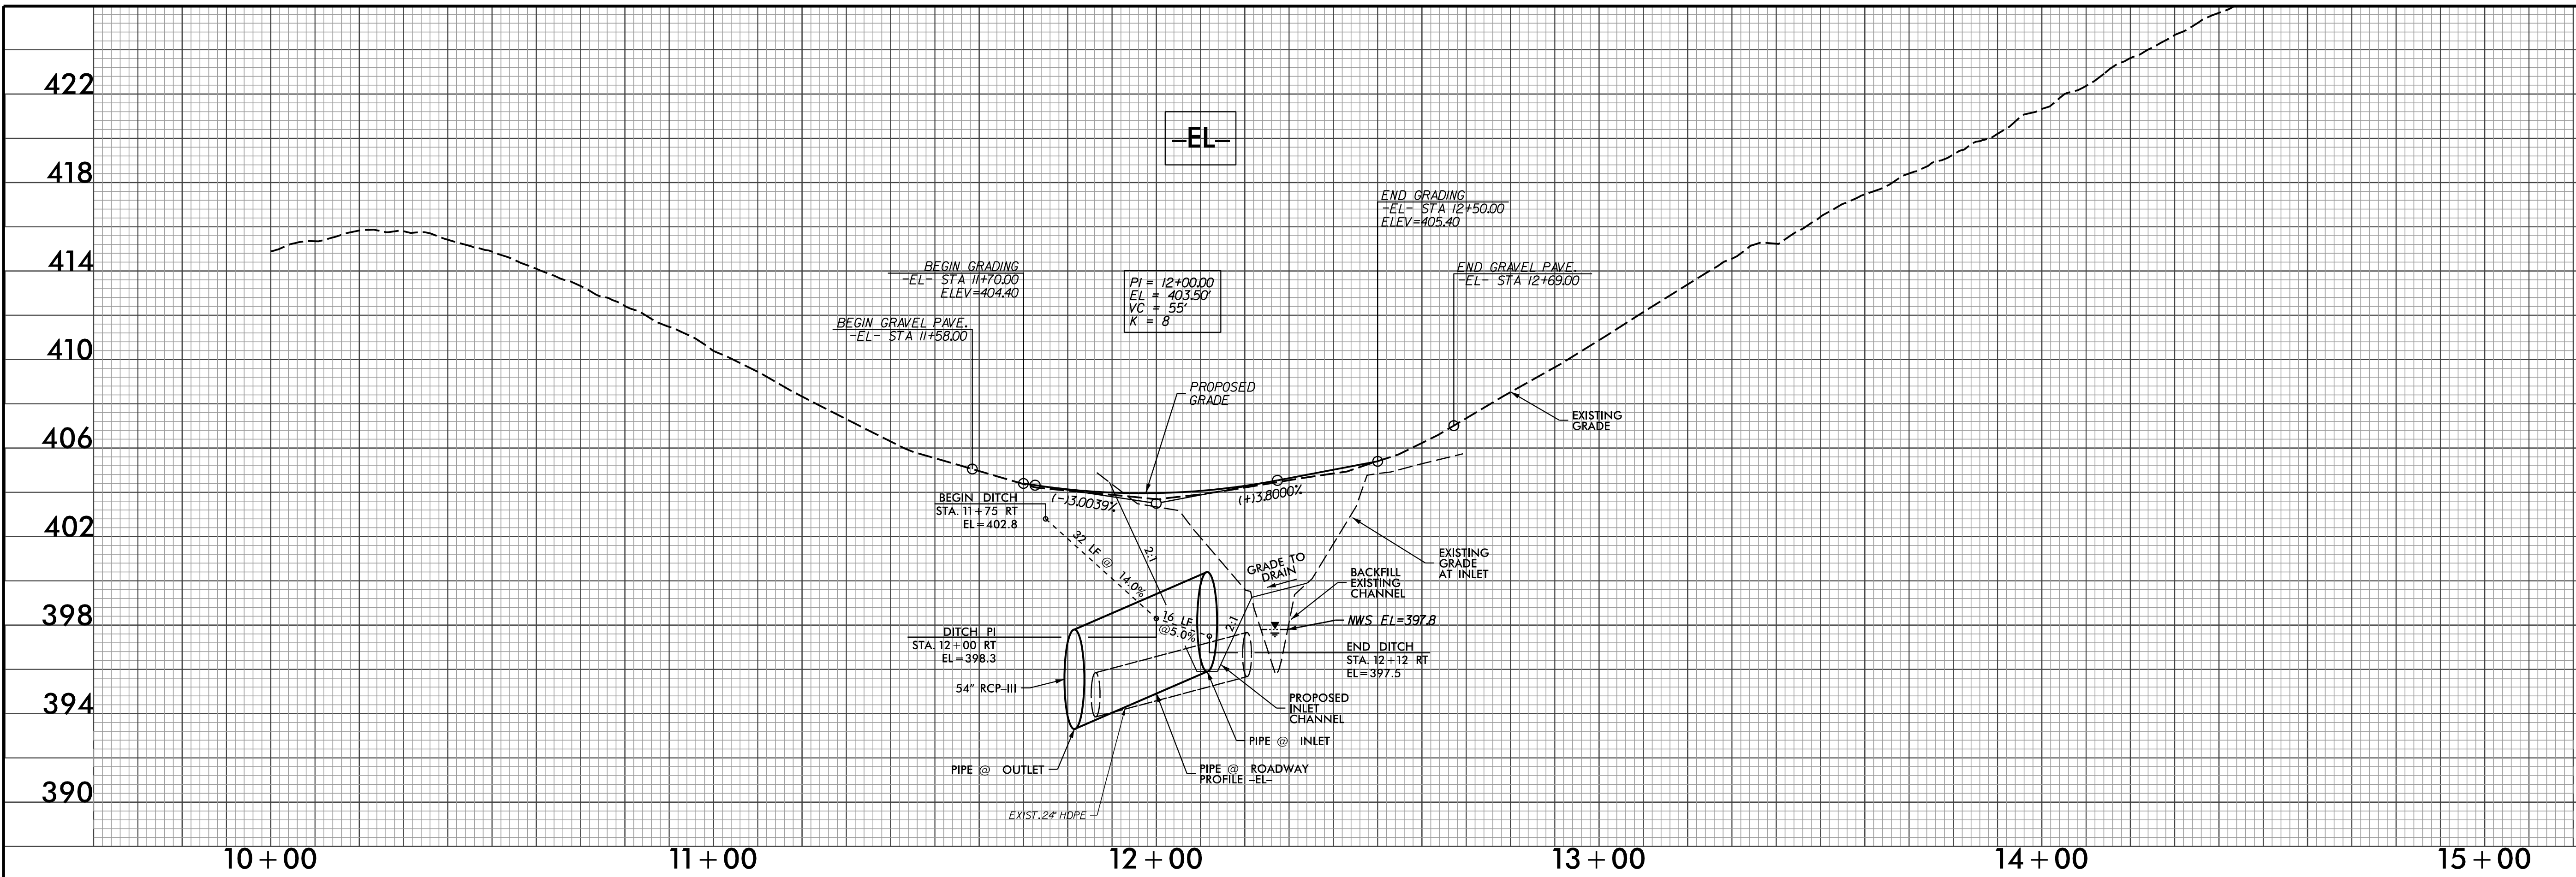 422
418
414
410
406
402
398
394
390
-EL-
END GRADING
-EL- STA 12+50.00
ELEV=405.40
BEGIN GRADING
-EL- STA 11+70.00
ELEV=404.40
END GRAVEL PAVE.
-EL- STA 12+69.00
PI = 12+00.00
EL = 403.50'
VC = 55'
K = 8
BEGIN GRAVEL PAVE.
-EL- STA 11+58.00
PROPOSED
GRADE
EXISTING
GRADE
(-)3.0039%
(+)3.8000%
BEGIN DITCH
STA. 11+75 RT
EL=402.8
32 LF @ 14.0%
2:1
GRADE TO
DRAIN
EXISTING
GRADE
AT INLET
BACKFILL
EXISTING
CHANNEL
NWS EL=397.8
16 LF
@5.0%
2:1
DITCH PI
STA. 12+00 RT
EL=398.3
END DITCH
STA. 12+12 RT
EL=397.5
54" RCP-III
PROPOSED
INLET
CHANNEL
PIPE @ INLET
PIPE @ OUTLET
PIPE @ ROADWAY
PROFILE -EL-
EXIST. 24" HDPE
10+00
11+00
12+00
13+00
14+00
15+00